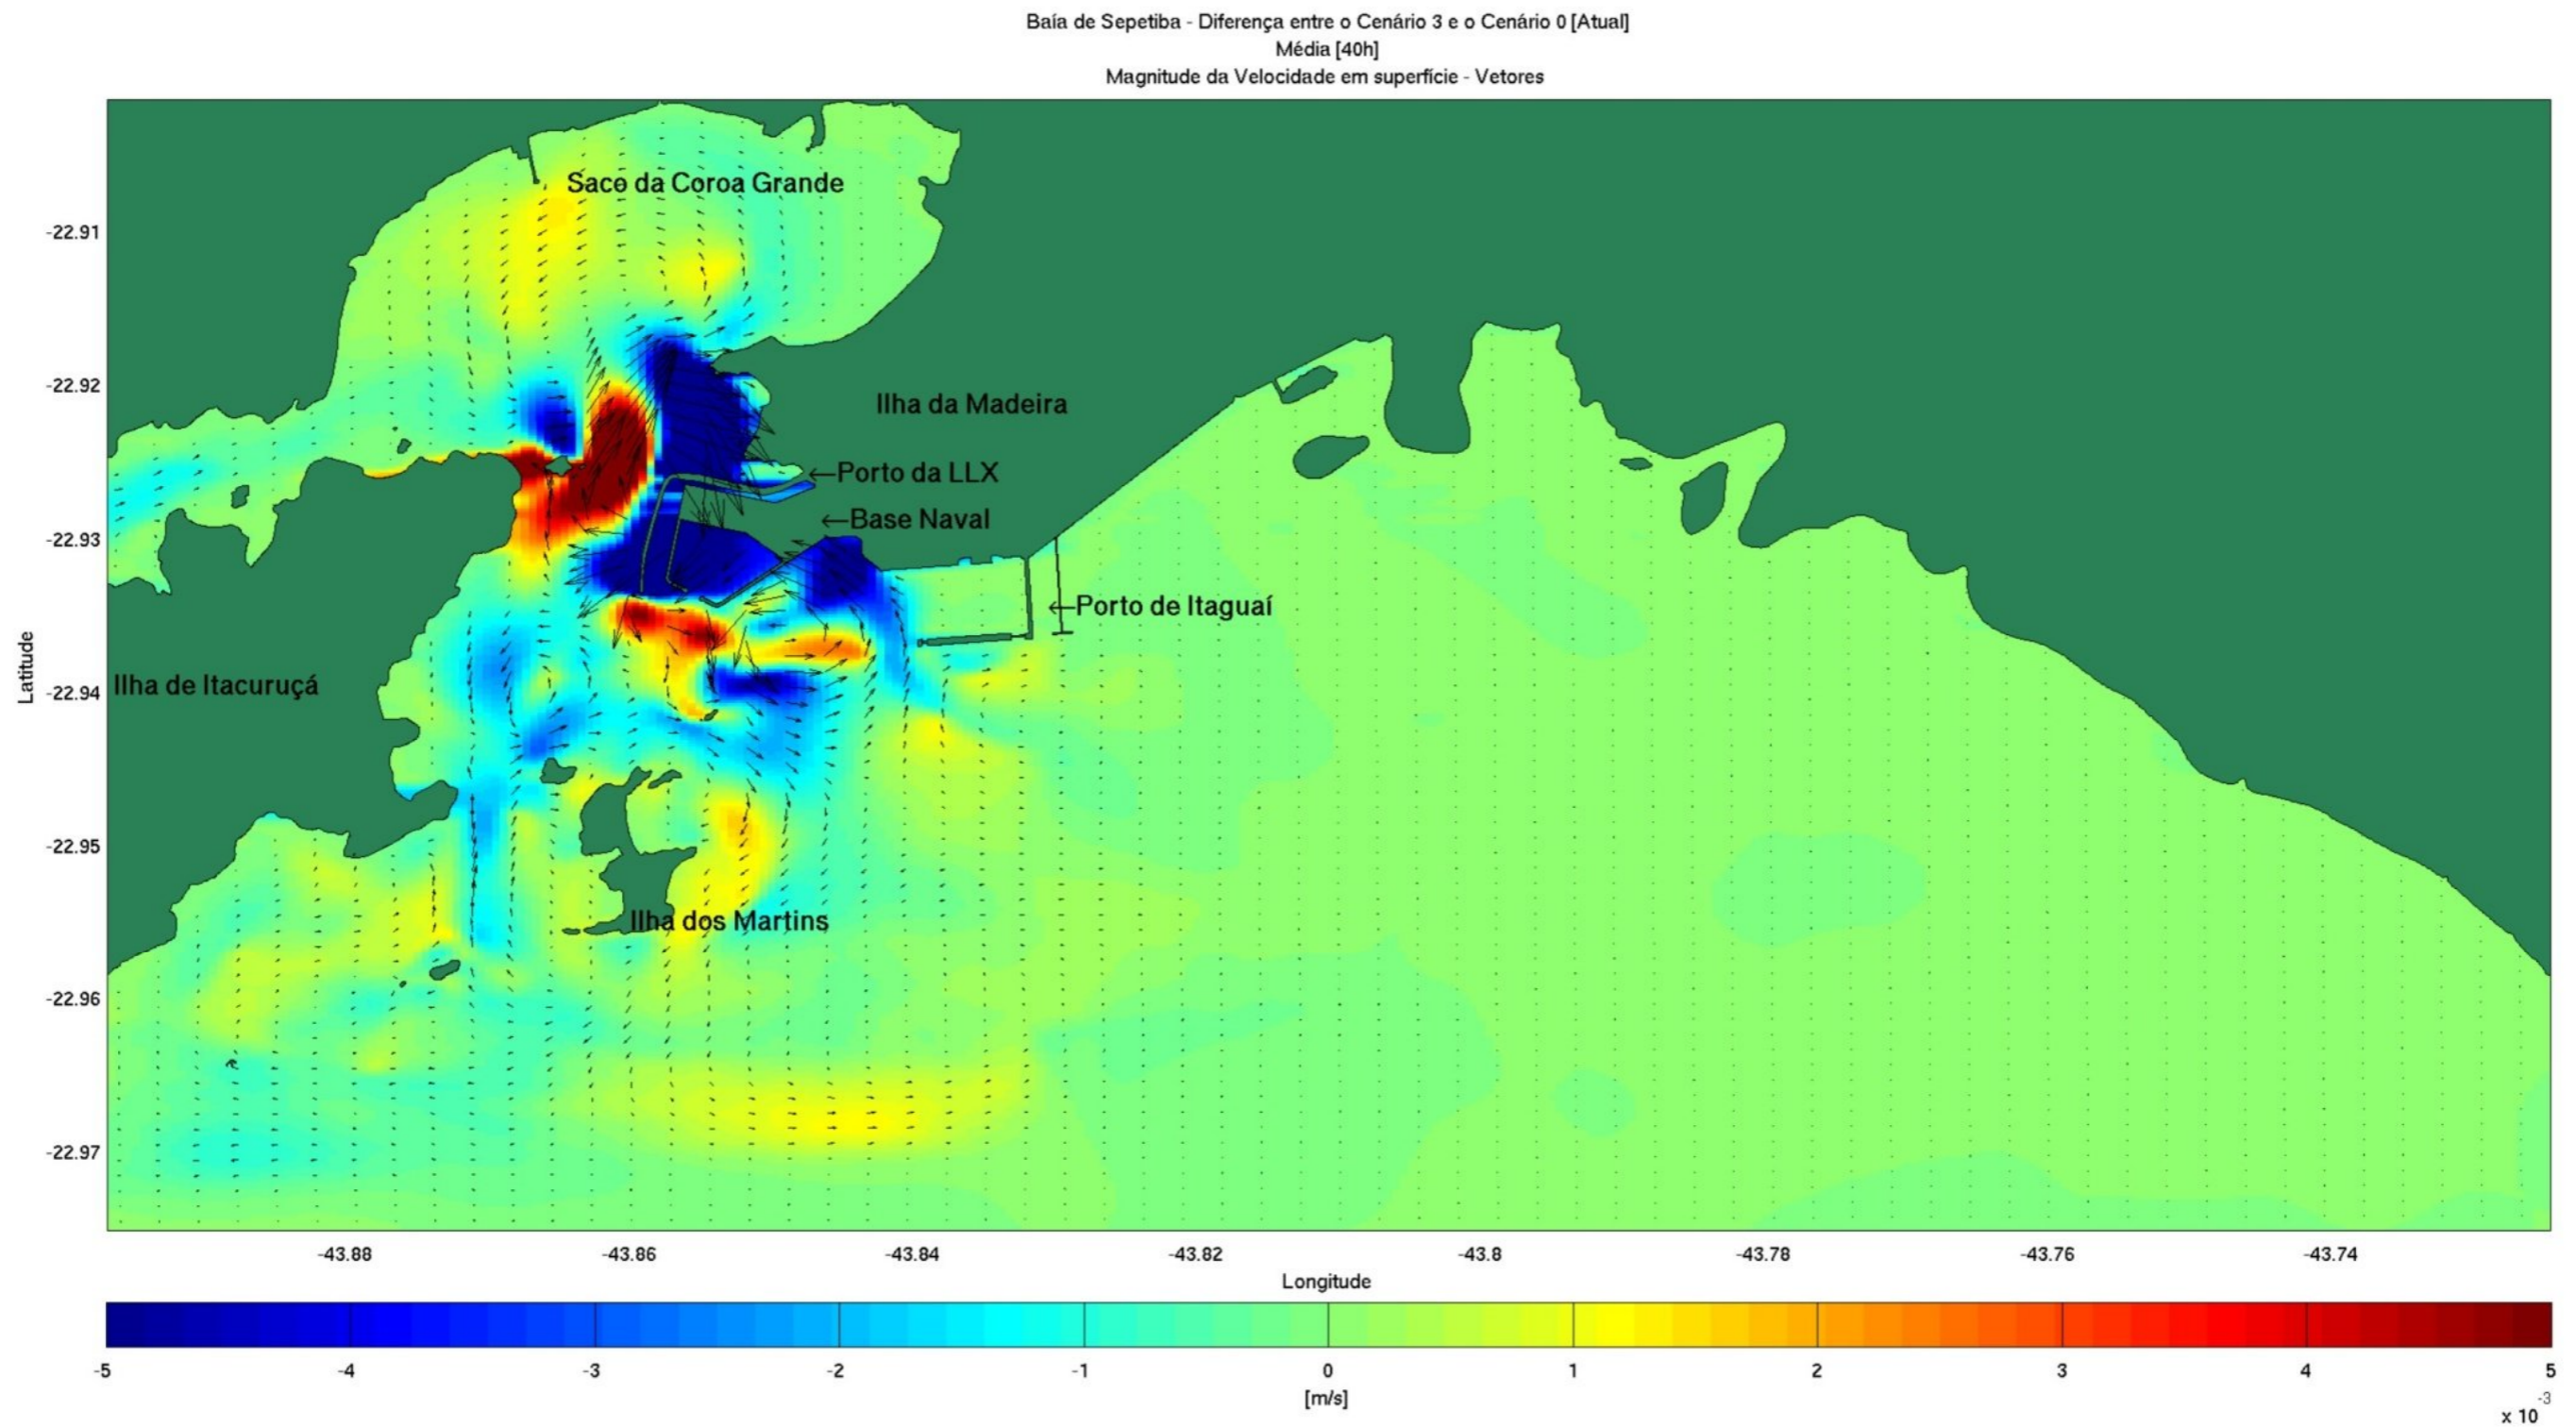 Baía de Sepetiba - Diferença entre o Cenário 3 e o Cenário 0 [Atual]
Média [40h]
Magnitude da Velocidade em superfície - Vetores
Saco da Coroa Grande
-22.91
-22.92
Ilha da Madeira
←Porto da LLX
←Base Naval
-22.93
←Porto de Itaguaí
Latitude
Ilha de Itacuruçá
-22.94
-22.95
Ilha dos Martins
-22.96
-22.97
-43.88 -43.86 -43.84 -43.82 -43.8 -43.78 -43.76 -43.74
Longitude
-5 -4 -3 -2 -1 0 1 2 3 4 5
[m/s]
x 10 -3